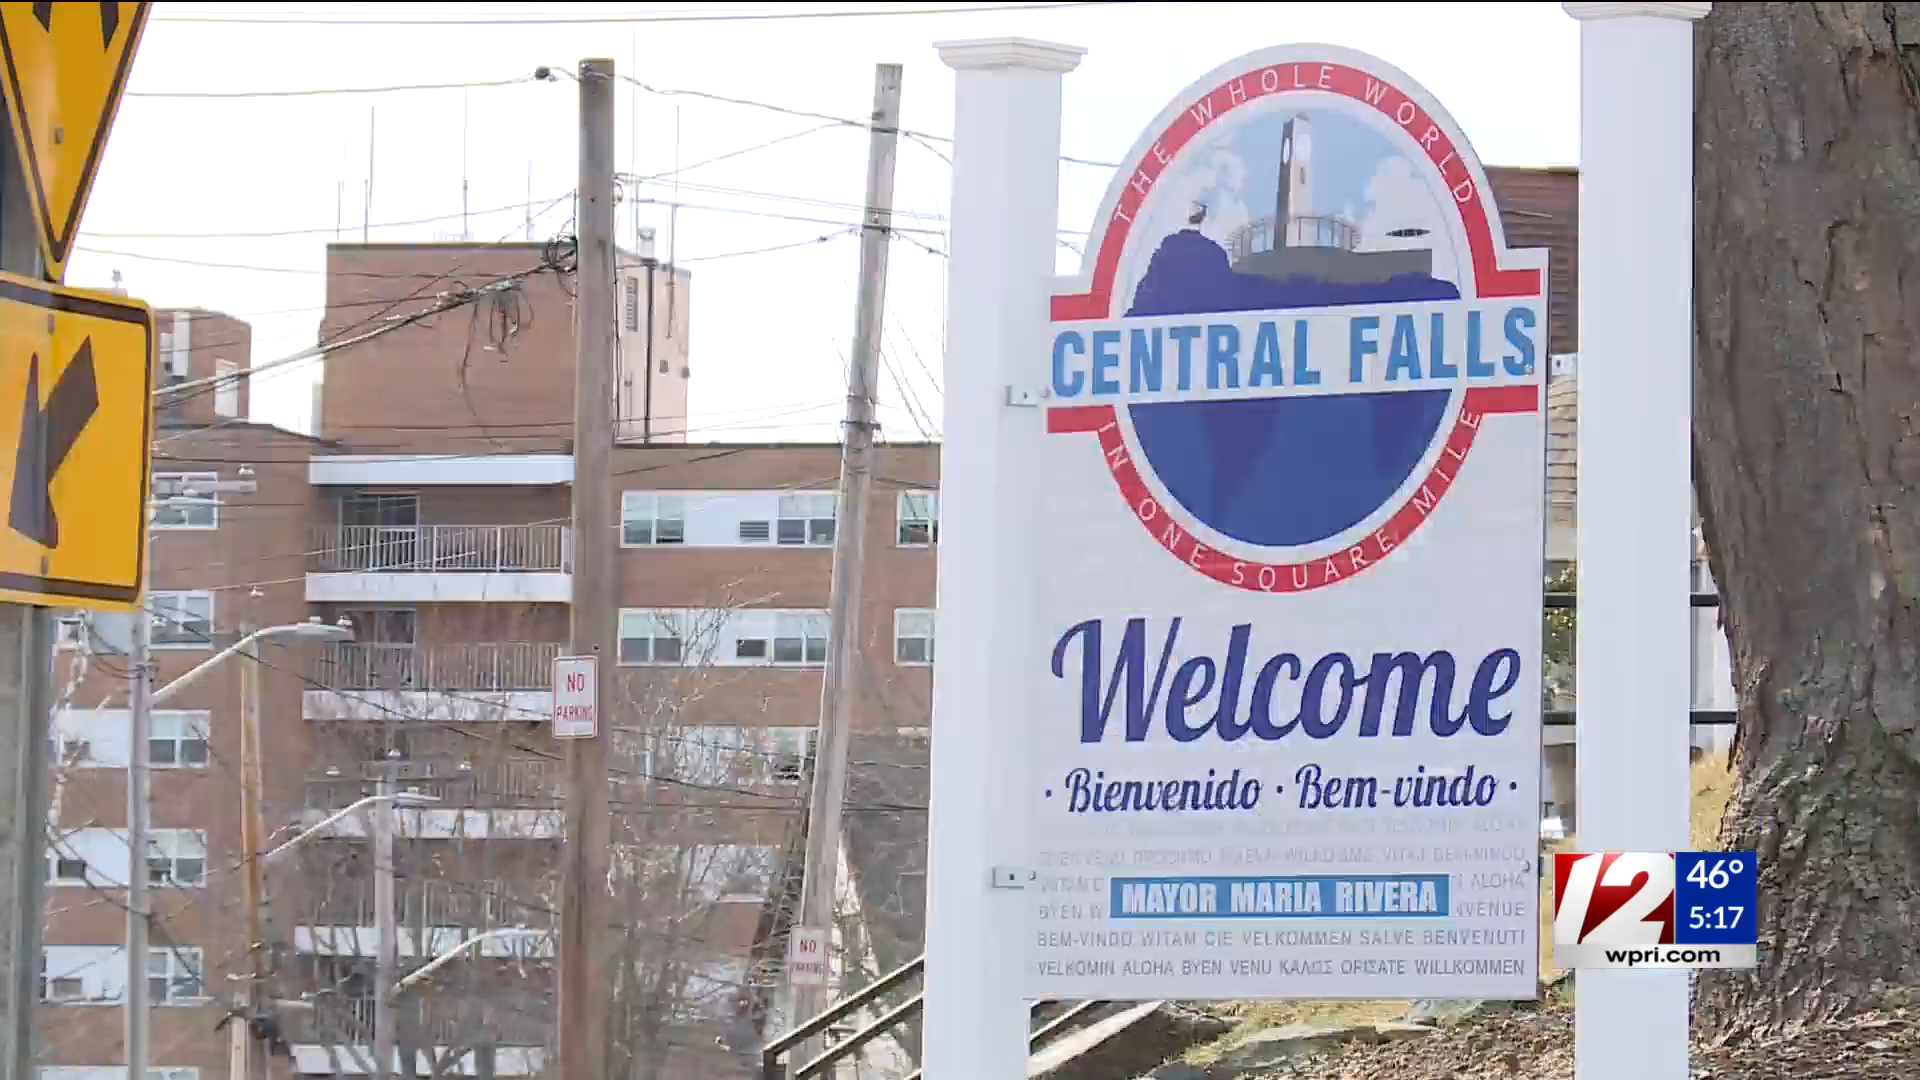 THE WHOLE WORLD
CENTRAL FALLS
IN ONE SQUARE MILE
Welcome
· Bienvenido · Bem-vindo ·
ALOHA
MAYOR MARIA RIVERA
BYEN
BEM-VINDO WITAM CIE VELKOMMEN SALVE BENVENUTI
VELKOMIN ALOHA BYEN VENU ΚΑΛΩΣ ΟΡΙΣΑΤΕ WILLKOMMEN
NO
PARKING
NO
PARKING
12
46°
5:17
wpri.com